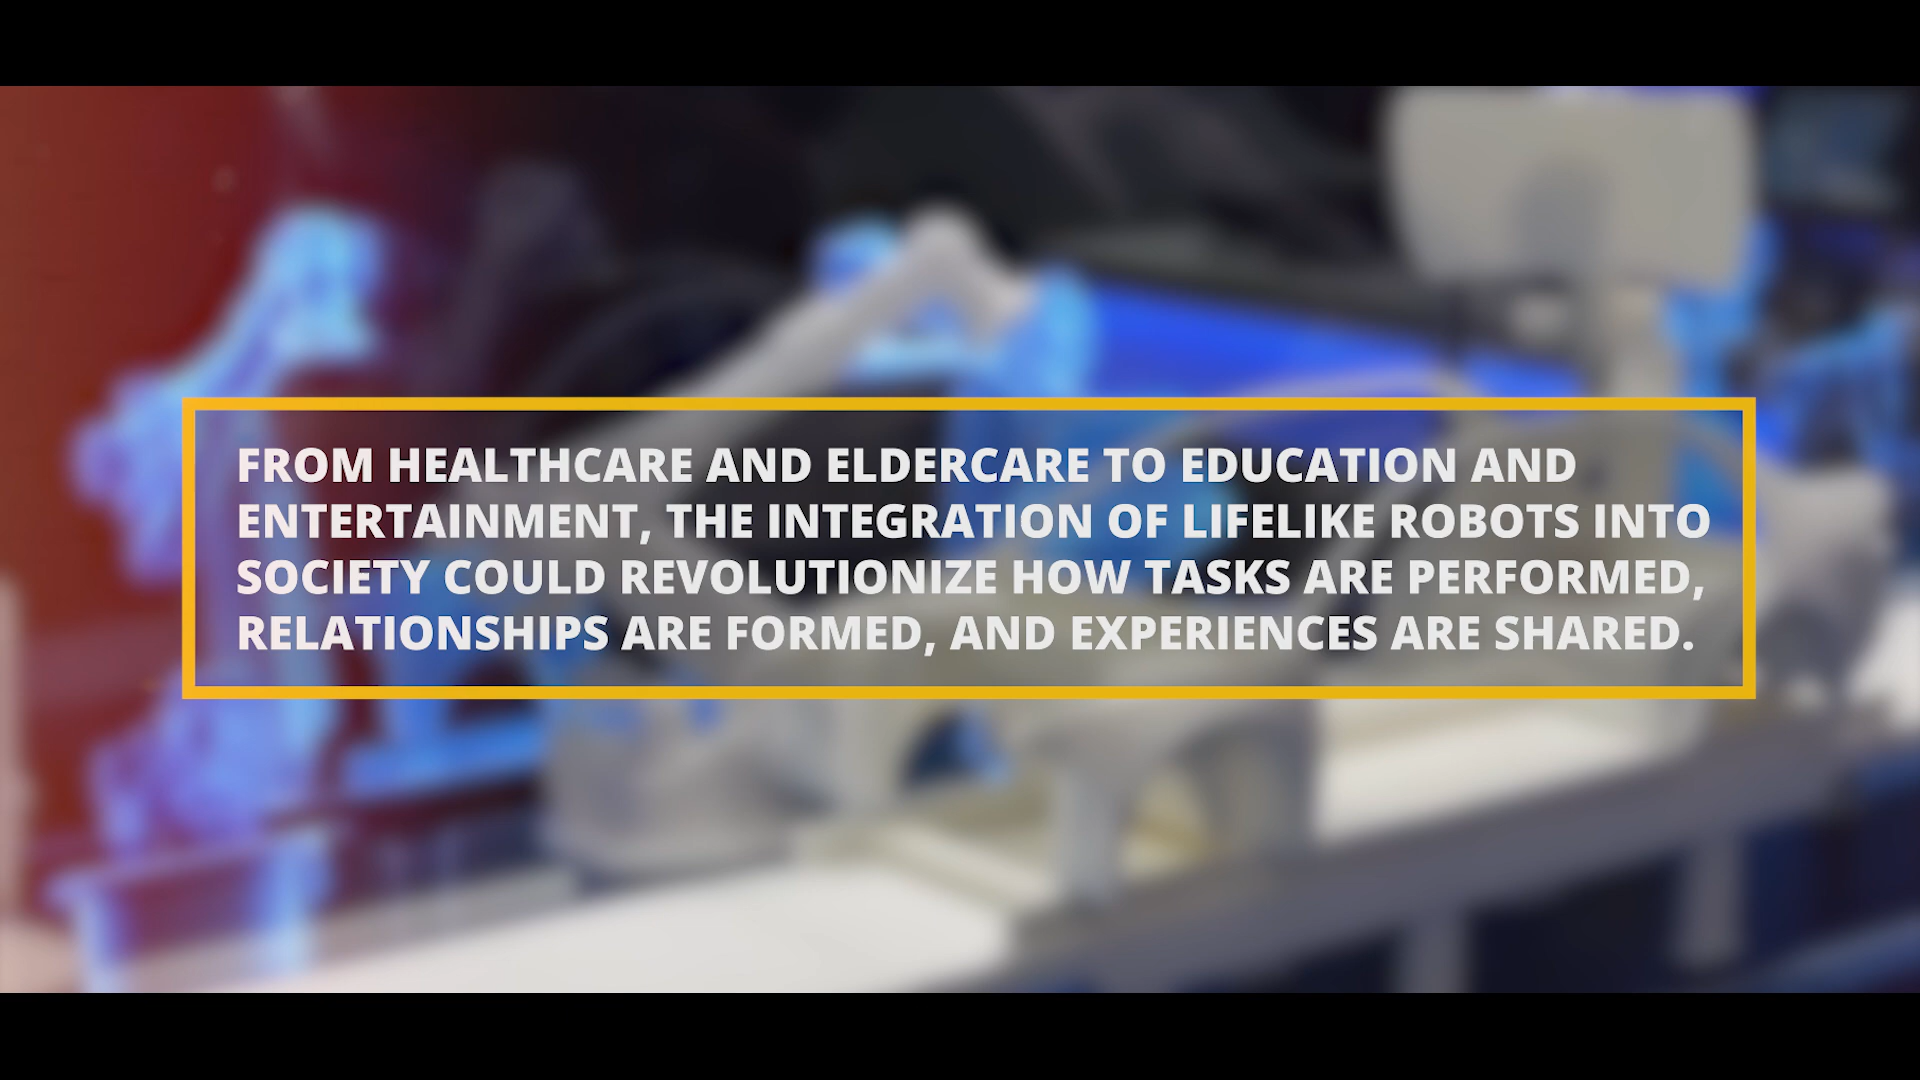 FROM HEALTHCARE AND ELDERCARE TO EDUCATION AND
ENTERTAINMENT, THE INTEGRATION OF LIFELIKE ROBOTS INTO
SOCIETY COULD REVOLUTIONIZE HOW TASKS ARE PERFORMED,
RELATIONSHIPS ARE FORMED, AND EXPERIENCES ARE SHARED.